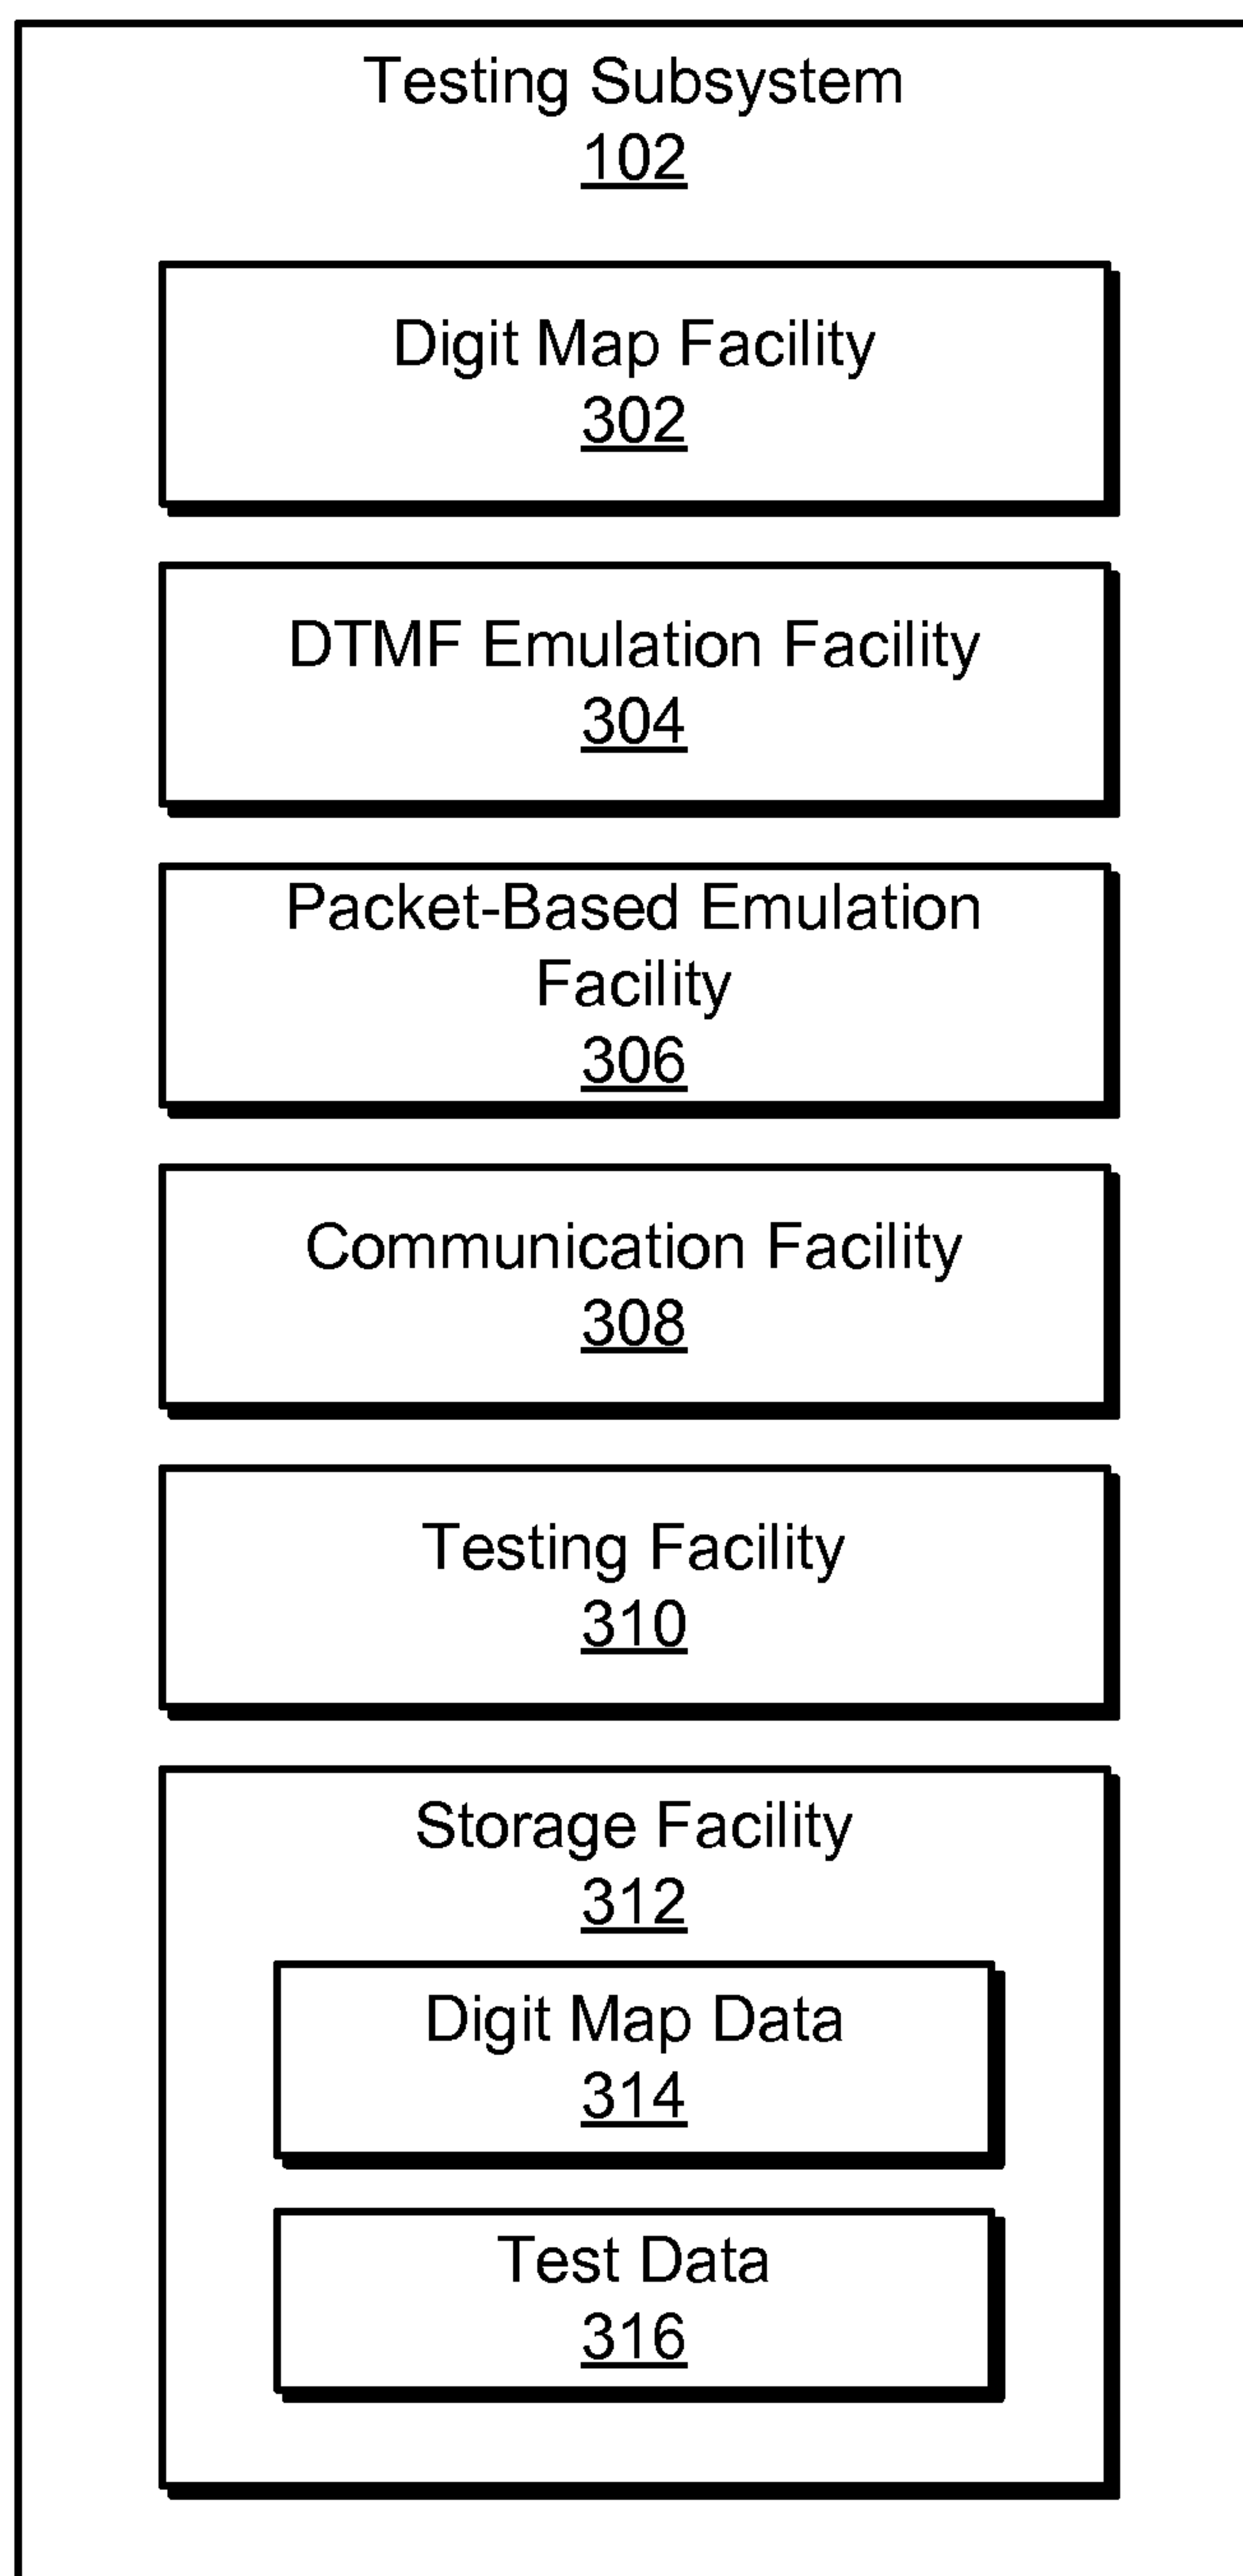 Testing Subsystem
102
Digit Map Facility
302
DTMF Emulation Facility
304
Packet-Based Emulation
Facility
306
Communication Facility
308
Testing Facility
310
Storage Facility
312
Digit Map Data
314
Test Data
316